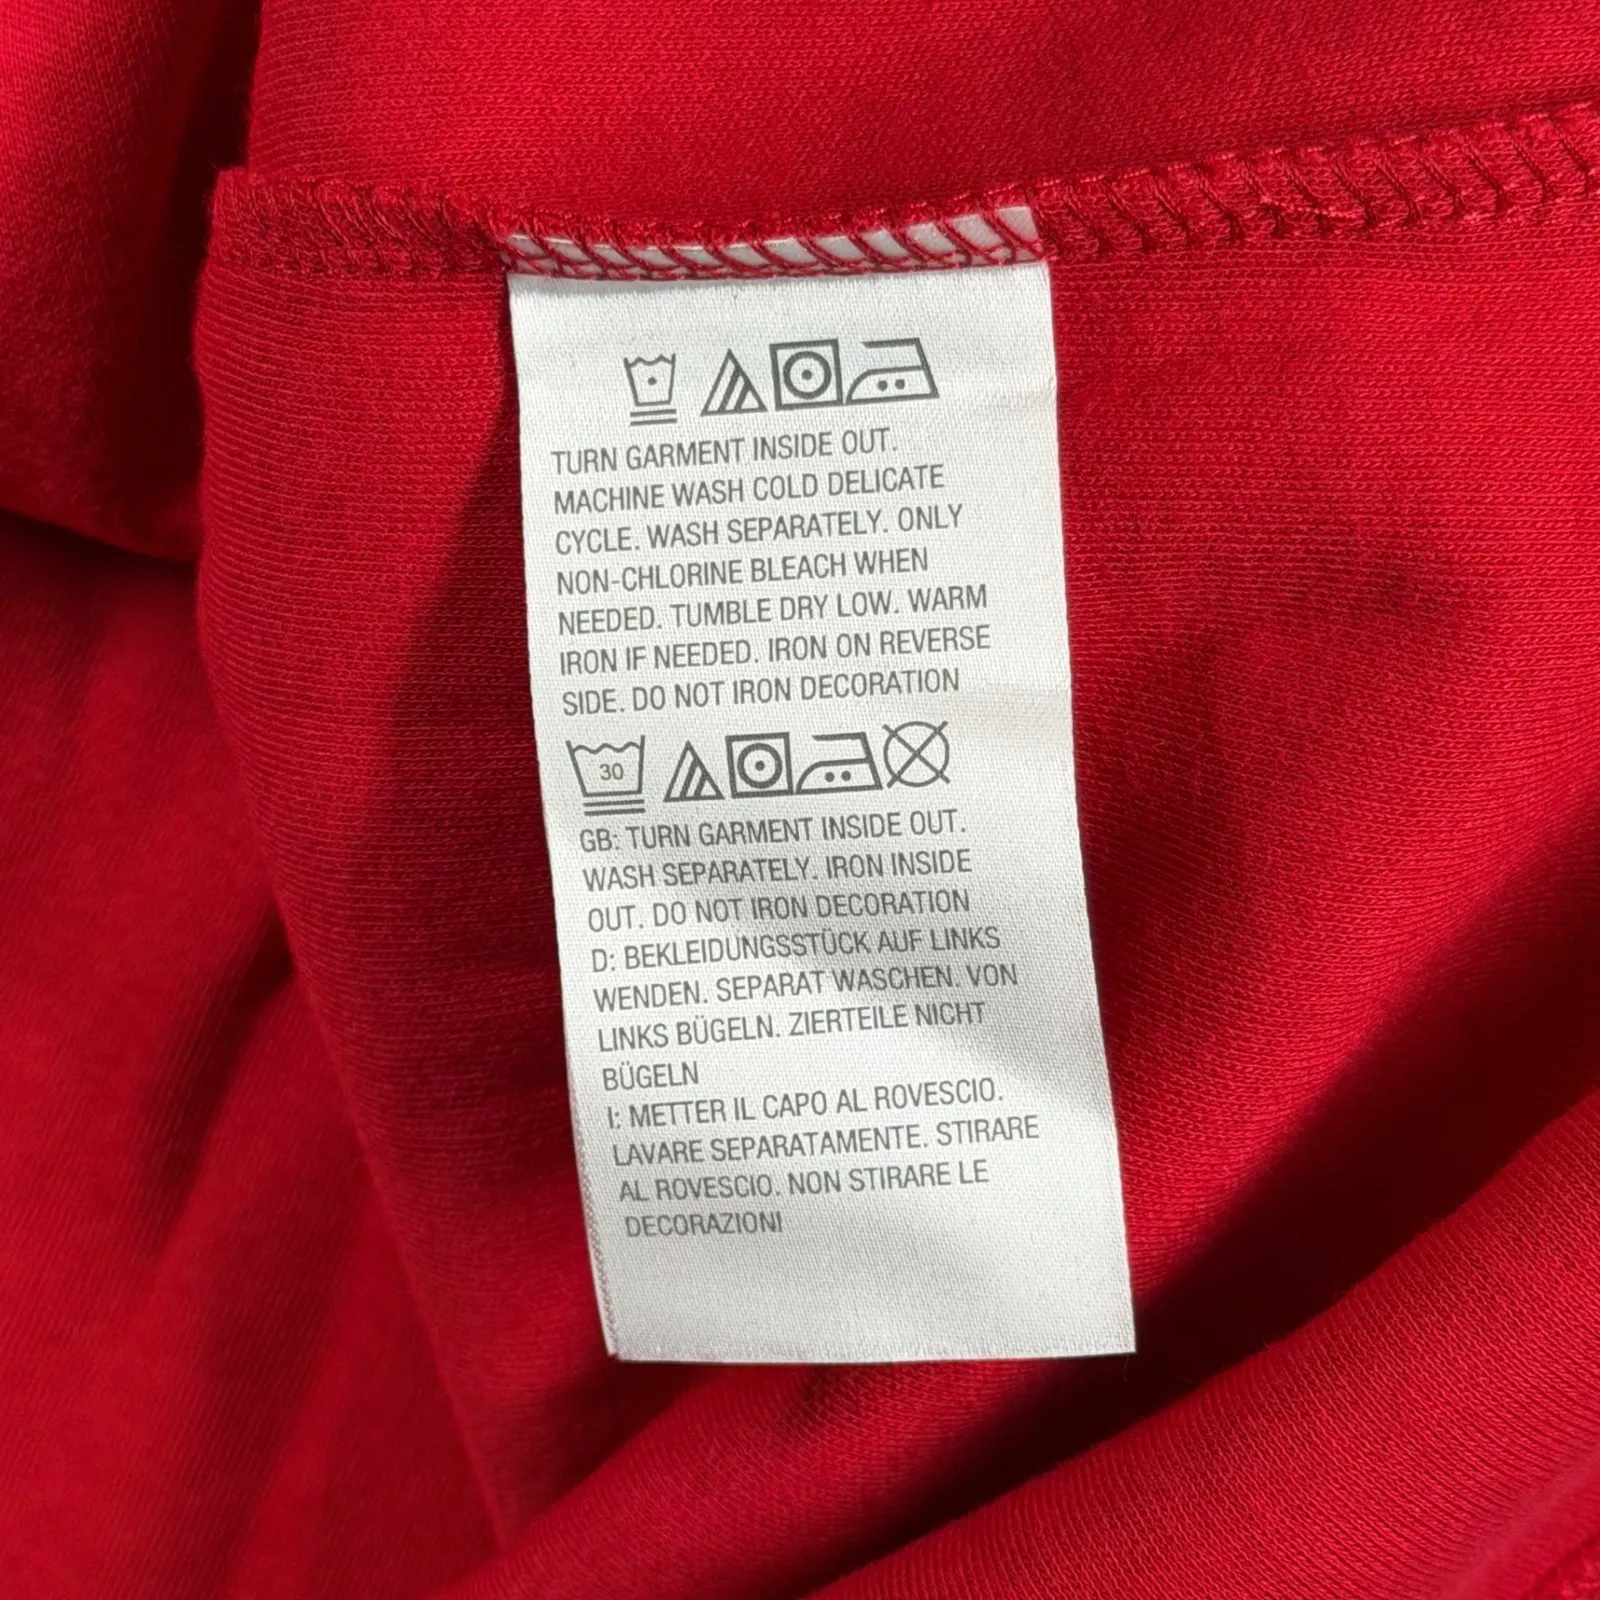 TURN GARMENT INSIDE OUT.
MACHINE WASH COLD DELICATE
CYCLE. WASH SEPARATELY. ONLY
NON-CHLORINE BLEACH WHEN
NEEDED. TUMBLE DRY LOW. WARM
IRON IF NEEDED. IRON ON REVERSE
SIDE. DO NOT IRON DECORATION
30
GB: TURN GARMENT INSIDE OUT.
WASH SEPARATELY. IRON INSIDE
OUT. DO NOT IRON DECORATION
D: BEKLEIDUNGSSTÜCK AUF LINKS
WENDEN. SEPARAT WASCHEN. VON
LINKS BÜGELN. ZIERTEILE NICHT
BÜGELN
I: METTER IL CAPO AL ROVESCIO.
LAVARE SEPARATAMENTE. STIRARE
AL ROVESCIO. NON STIRARE LE
DECORAZIONI